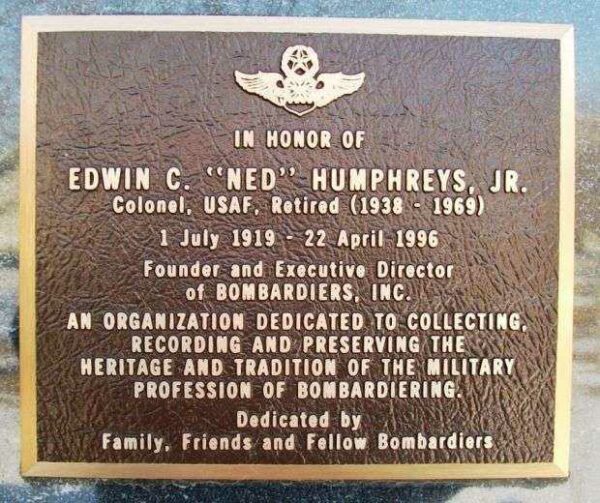 IN HONOR OF
EDWIN C. "NED" HUMPHREYS, JR.
Colonel, USAF, Retired (1938 - 1969)
1 July 1919 - 22 April 1996
Founder and Executive Director
of BOMBARDIERS, INC.
AN ORGANIZATION DEDICATED TO COLLECTING,
RECORDING AND PRESERVING THE
HERITAGE AND TRADITION OF THE MILITARY
PROFESSION OF BOMBARDIERING.
Dedicated by
Family, Friends and Fellow Bombardiers